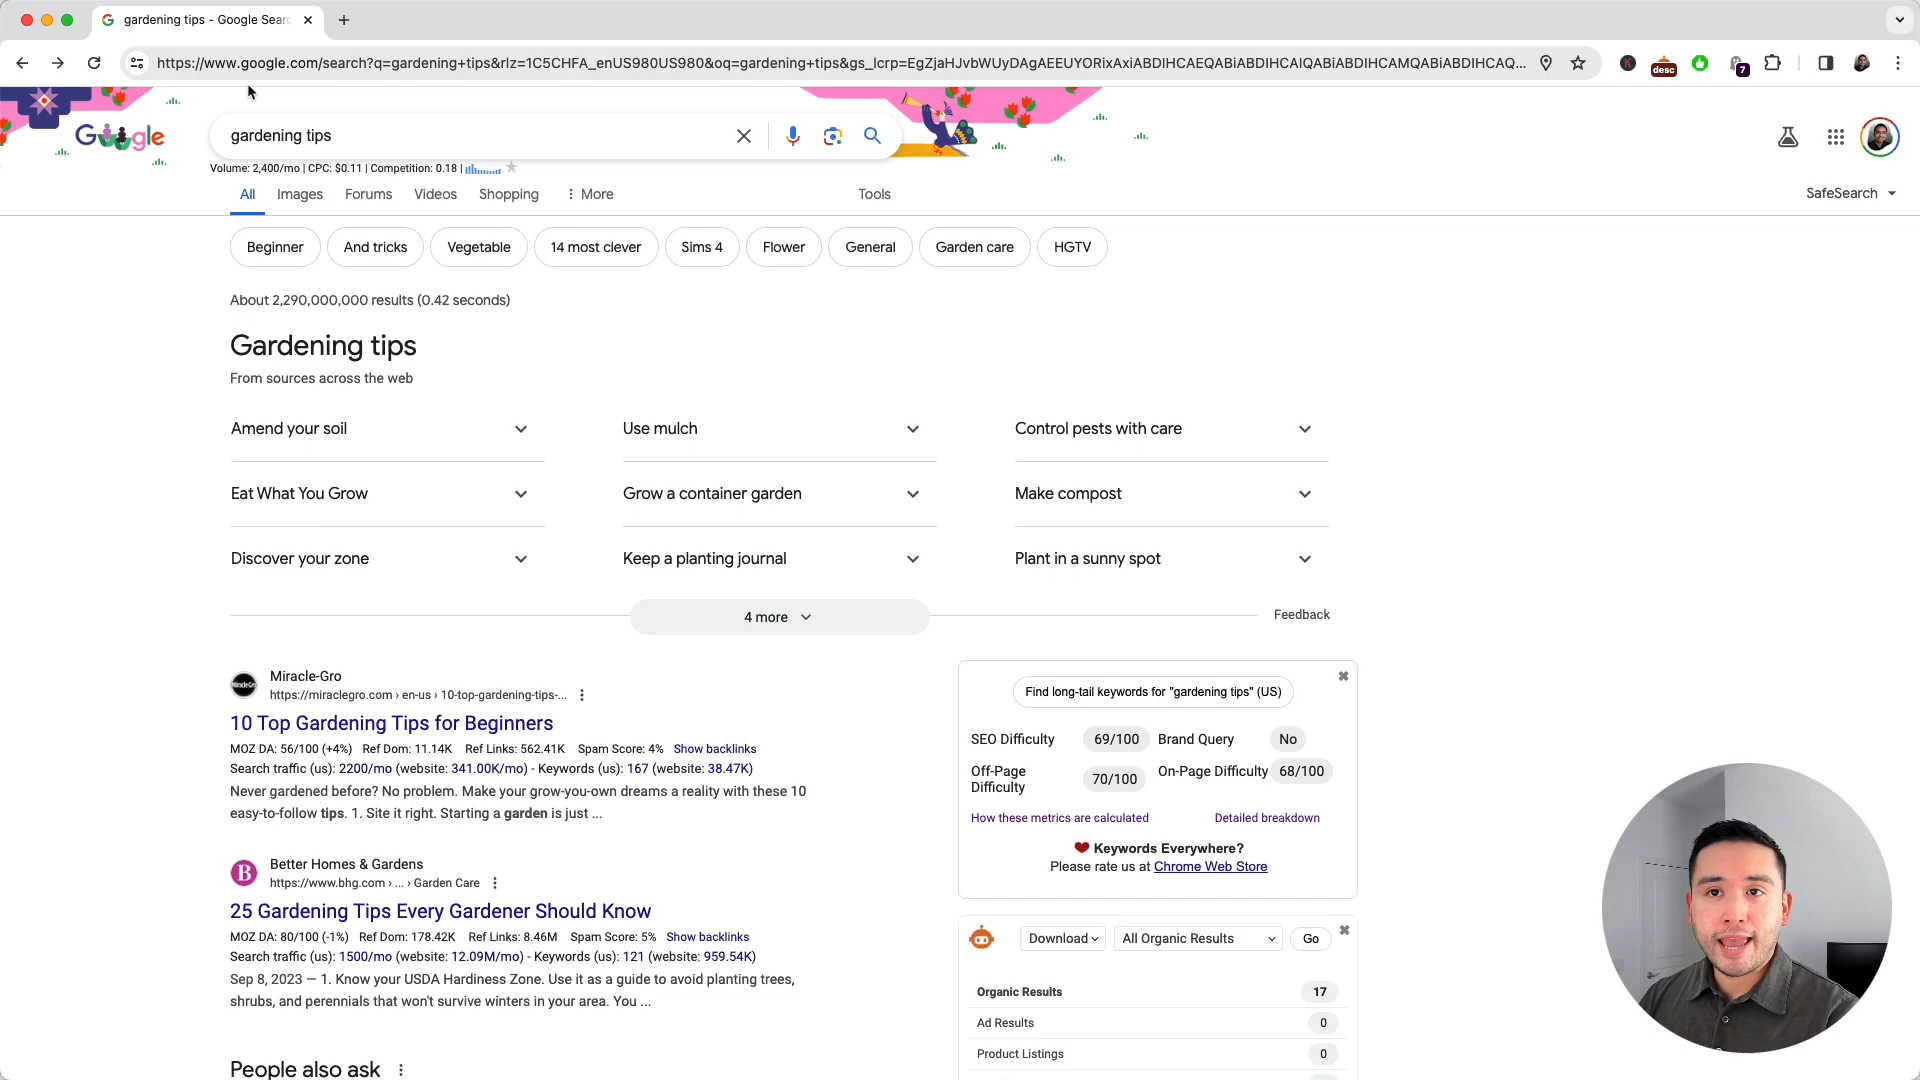 gardening tips - Google Sear
https://www.google.com/search?q=gardening+tips&rlz=1C5CHFA_enUS980US980&oq=gardening+tips&gs_lcrp=EgZjaHJvbWUyDAgAEEUYORixAxiABDIHCAEQABiABDIHCAIQABiABDIHCAMQABiABDIHCAQ...
desc
7
Google
gardening tips
Volume: 2,400/mo | CPC: $0.11 | Competition: 0.18 |
All Images Forums Videos Shopping More Tools
SafeSearch
Beginner And tricks Vegetable 14 most clever Sims 4 Flower General Garden care HGTV
About 2,290,000,000 results (0.42 seconds)
Gardening tips
From sources across the web
Amend your soil Use mulch Control pests with care
Eat What You Grow Grow a container garden Make compost
Discover your zone Keep a planting journal Plant in a sunny spot
4 more
Feedback
Miracle-Gro
https://miraclegro.com › en-us › 10-top-gardening-tips-...
10 Top Gardening Tips for Beginners
MOZ DA: 56/100 (+4%) Ref Dom: 11.14K Ref Links: 562.41K Spam Score: 4% Show backlinks
Search traffic (us): 2200/mo (website: 341.00K/mo) - Keywords (us): 167 (website: 38.47K)
Never gardened before? No problem. Make your grow-you-own dreams a reality with these 10
easy-to-follow tips. 1. Site it right. Starting a garden is just ...
B
Better Homes & Gardens
https://www.bhg.com › ... › Garden Care
25 Gardening Tips Every Gardener Should Know
MOZ DA: 80/100 (-1%) Ref Dom: 178.42K Ref Links: 8.46M Spam Score: 5% Show backlinks
Search traffic (us): 1500/mo (website: 12.09M/mo) - Keywords (us): 121 (website: 959.54K)
Sep 8, 2023 — 1. Know your USDA Hardiness Zone. Use it as a guide to avoid planting trees,
shrubs, and perennials that won't survive winters in your area. You ...
People also ask
Find long-tail keywords for "gardening tips" (US)
SEO Difficulty 69/100 Brand Query No
Off-Page Difficulty 70/100 On-Page Difficulty 68/100
How these metrics are calculated Detailed breakdown
Keywords Everywhere?
Please rate us at Chrome Web Store
Download All Organic Results Go
Organic Results 17
Ad Results 0
Product Listings 0